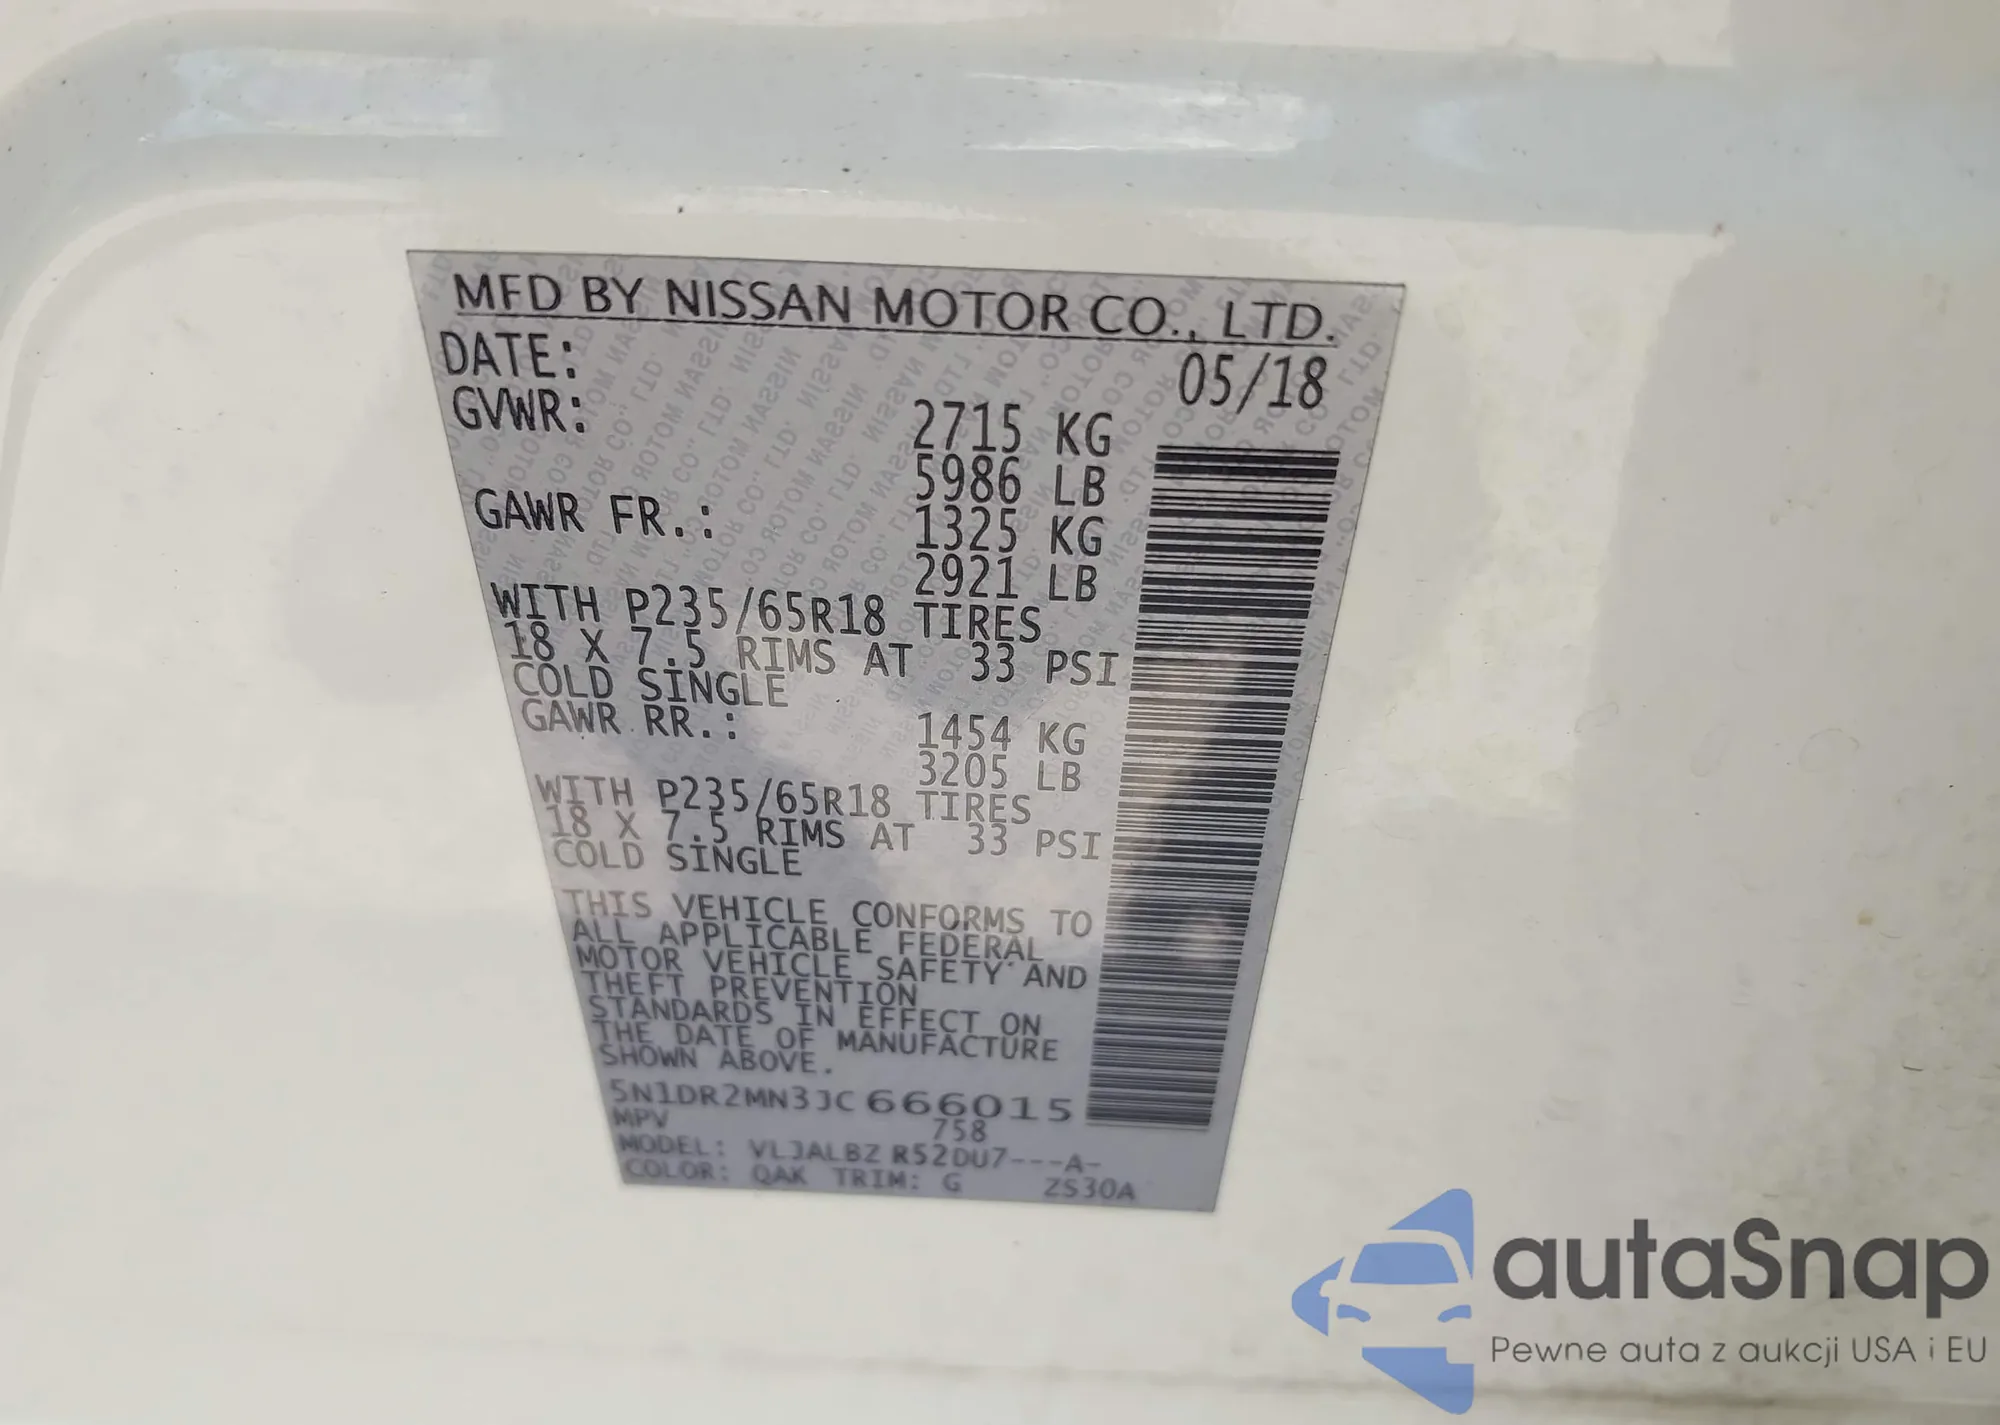 MFD BY NISSAN MOTOR CO., LTD.
DATE: 05/18
GVWR: 2715 KG
5986 LB
GAWR FR.: 1325 KG
2921 LB
WITH P235/65R18 TIRES
18 X 7.5 RIMS AT 33 PSI
COLD SINGLE
GAWR RR.: 1454 KG
3205 LB
WITH P235/65R18 TIRES
18 X 7.5 RIMS AT 33 PSI
COLD SINGLE
THIS VEHICLE CONFORMS TO
ALL APPLICABLE FEDERAL
MOTOR VEHICLE SAFETY AND
THEFT PREVENTION
STANDARDS IN EFFECT ON
THE DATE OF MANUFACTURE
SHOWN ABOVE.
5N1DR2MN3JC666015
MPV 758
MODEL: VLJALBZ R52DU7---A-
COLOR: QAK TRIM: G ZS30A
autaSnap
Pewne auta z aukcji USA i EU